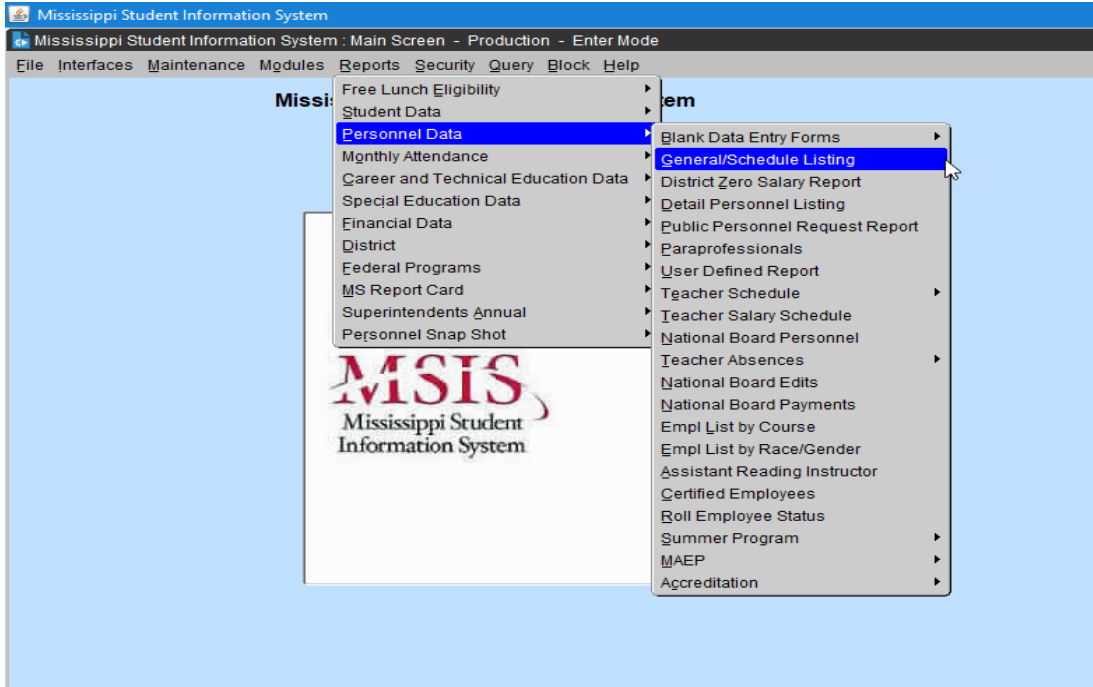 Mississippi Student Information System
Mississippi Student Information System : Main Screen - Production - Enter Mode
File Interfaces Maintenance Modules Reports Security Query Block Help
Free Lunch Eligibility
Student Data
Personnel Data
Monthly Attendance
Career and Technical Education Data
Special Education Data
Financial Data
District
Federal Programs
MS Report Card
Superintendents Annual
Personnel Snap Shot
Blank Data Entry Forms
General/Schedule Listing
District Zero Salary Report
Detail Personnel Listing
Public Personnel Request Report
Paraprofessionals
User Defined Report
Teacher Schedule
Teacher Salary Schedule
National Board Personnel
Teacher Absences
National Board Edits
National Board Payments
Empl List by Course
Empl List by Race/Gender
Assistant Reading Instructor
Certified Employees
Roll Employee Status
Summer Program
MAEP
Accreditation
MSIS
Mississippi Student
Information System